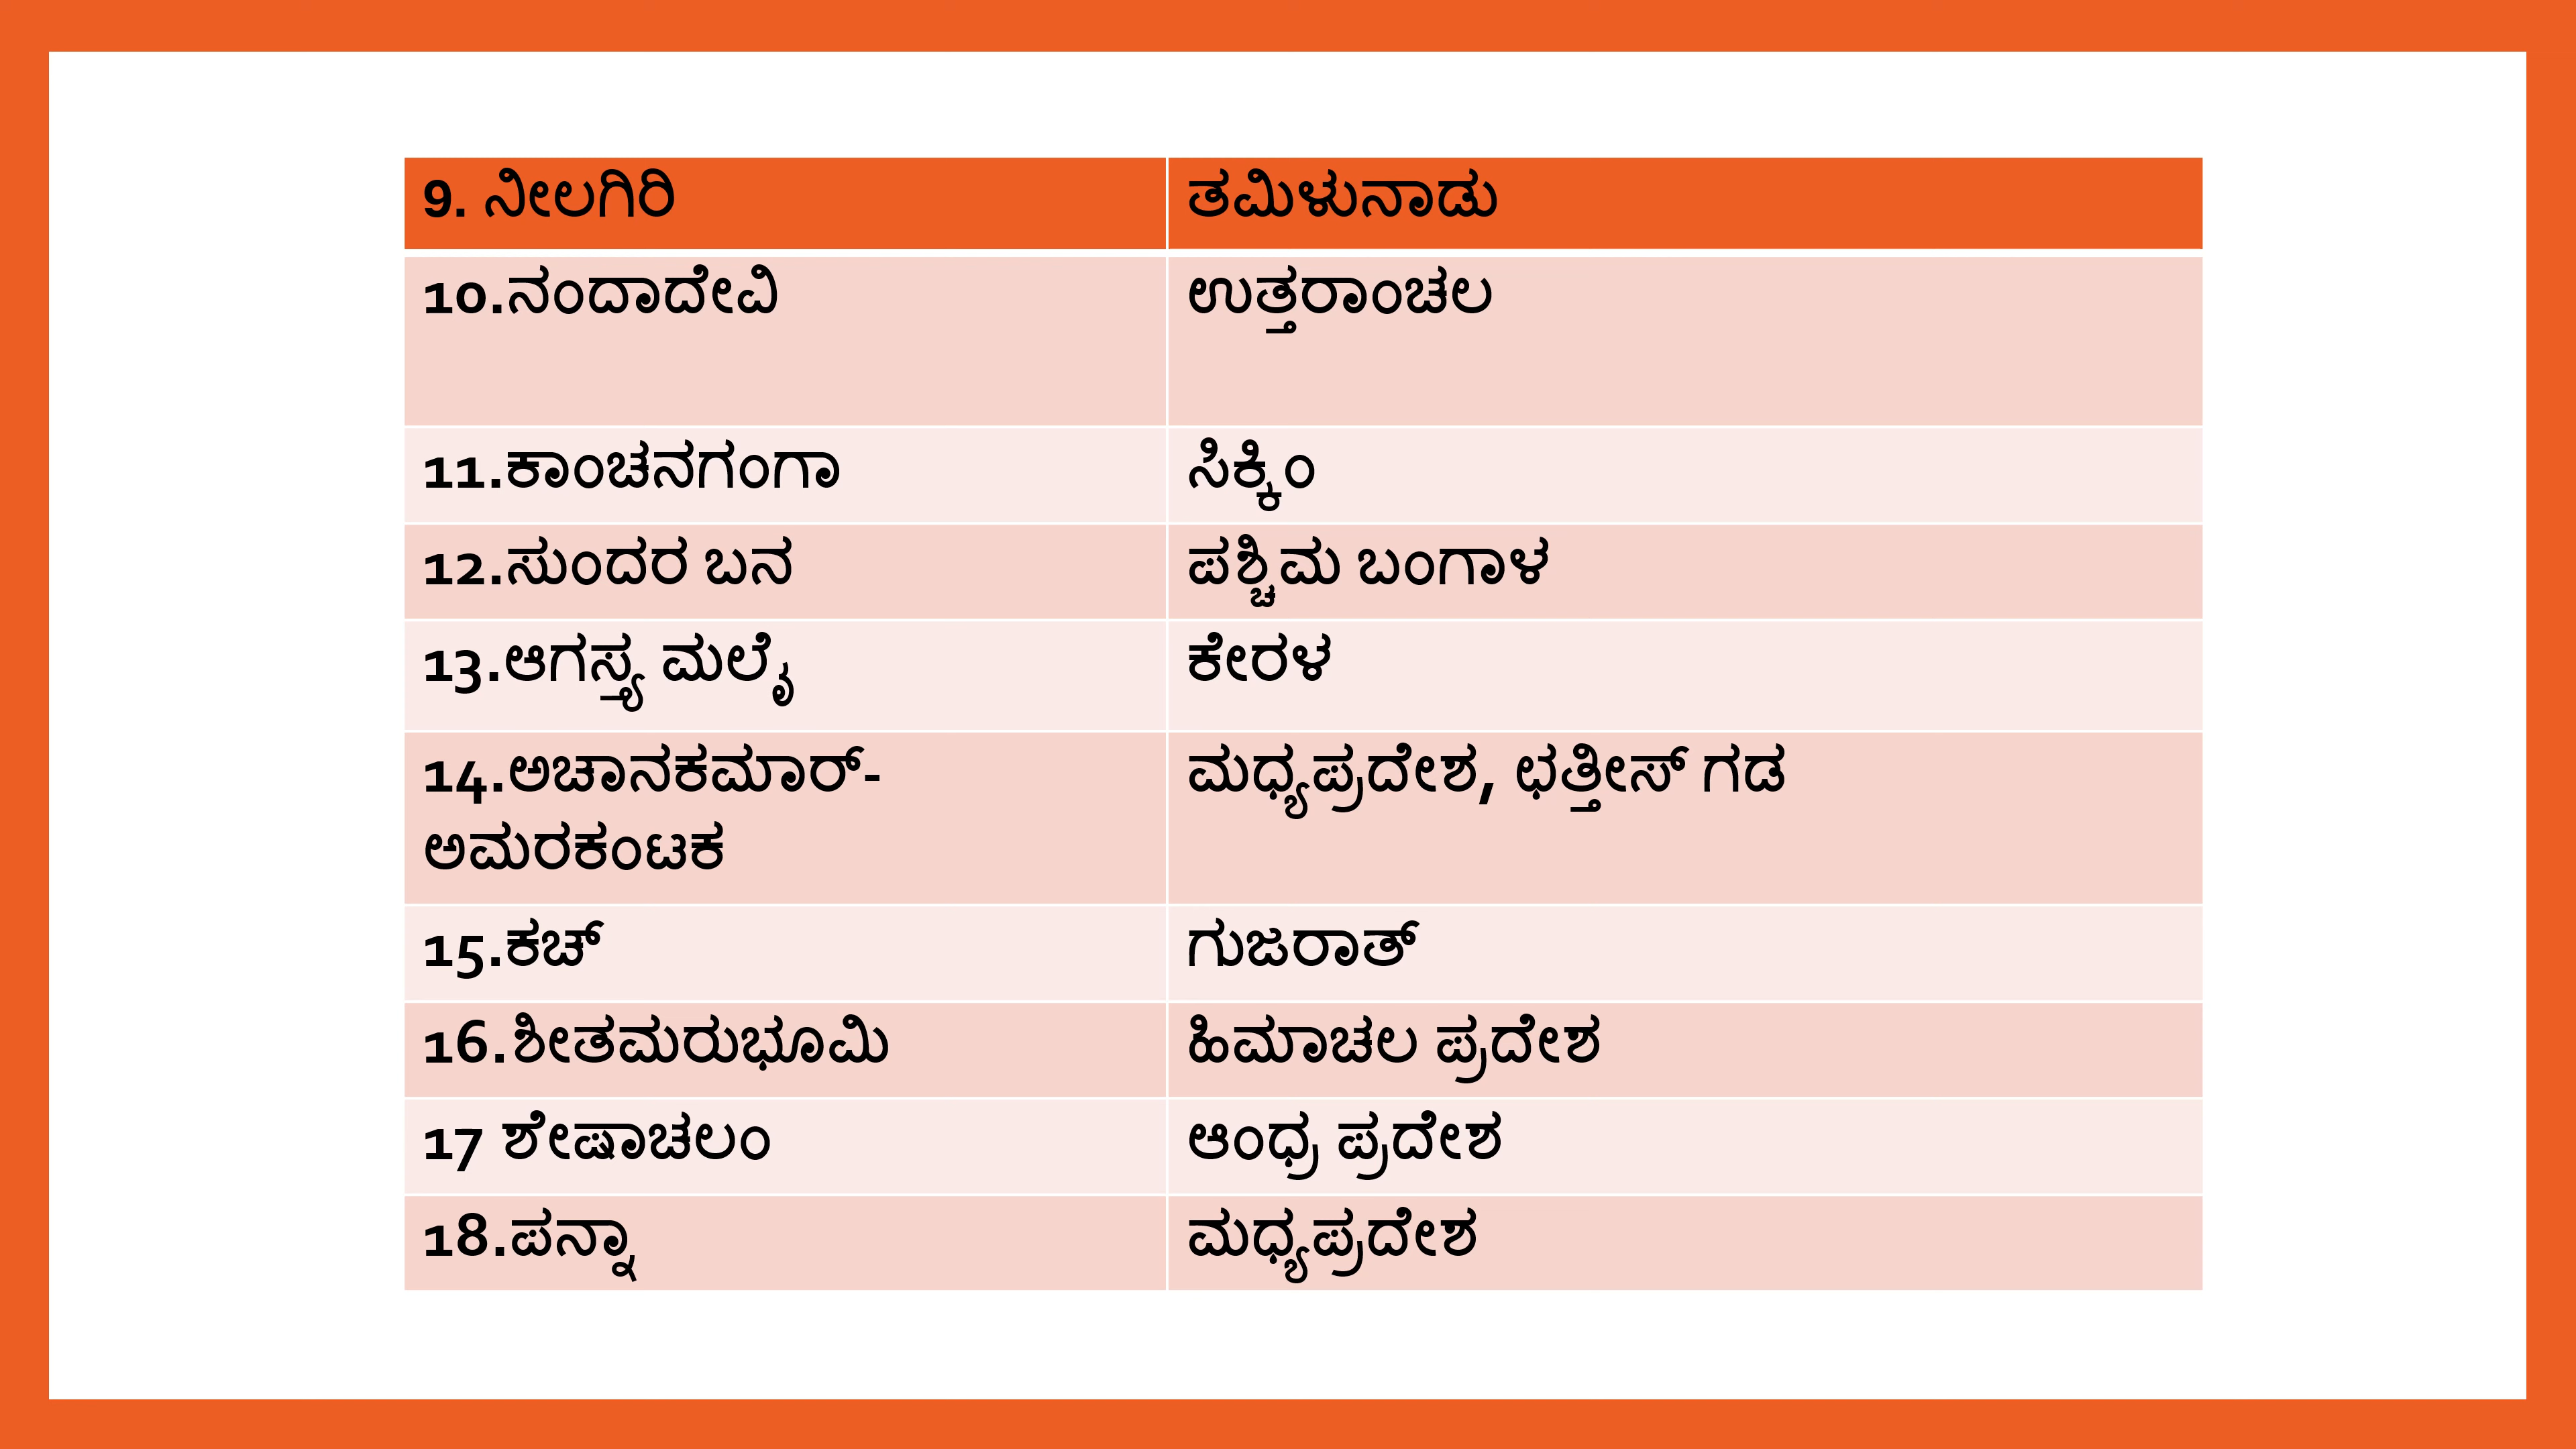 9. ನೀಲಗಿರಿ ತಮಿಳುನಾಡು
10.ನಂದಾದೇವಿ ಉತ್ತರಾಂಚಲ
11.ಕಾಂಚನಗಂಗಾ ಸಿಕ್ಕಿಂ
12.ಸುಂದರ ಬನ ಪಶ್ಚಿಮ ಬಂಗಾಳ
13.ಆಗಸ್ತ್ಯ ಮಲೈ ಕೇರಳ
14.ಅಚಾನಕಮಾರ್- ಮಧ್ಯಪ್ರದೇಶ, ಛತ್ತೀಸ್ ಗಡ
ಅಮರಕಂಟಕ
15.ಕಚ್ ಗುಜರಾತ್
16.ಶೀತಮರುಭೂಮಿ ಹಿಮಾಚಲ ಪ್ರದೇಶ
17 ಶೇಷಾಚಲಂ ಆಂಧ್ರ ಪ್ರದೇಶ
18.ಪನ್ನಾ ಮಧ್ಯಪ್ರದೇಶ